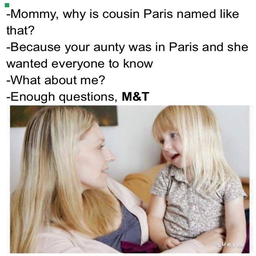 -Mommy, why is cousin Paris named like
that?
-Because your aunty was in Paris and she
wanted everyone to know
-What about me?
-Enough questions, M&T